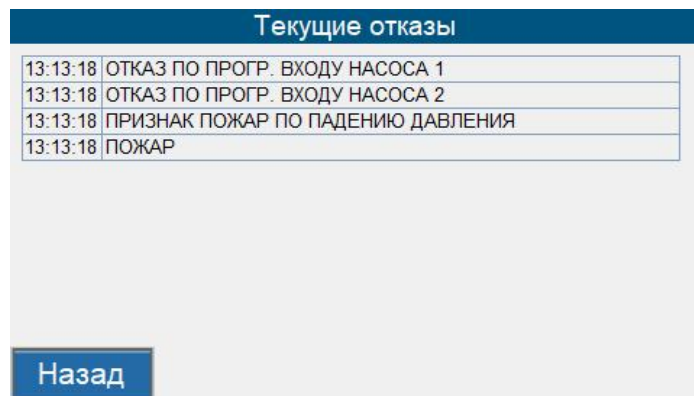 Текущие отказы
13:13:18 ОТКАЗ ПО ПРОГР. ВХОДУ НАСОСА 1
13:13:18 ОТКАЗ ПО ПРОГР. ВХОДУ НАСОСА 2
13:13:18 ПРИЗНАК ПОЖАР ПО ПАДЕНИЮ ДАВЛЕНИЯ
13:13:18 ПОЖАР
Назад